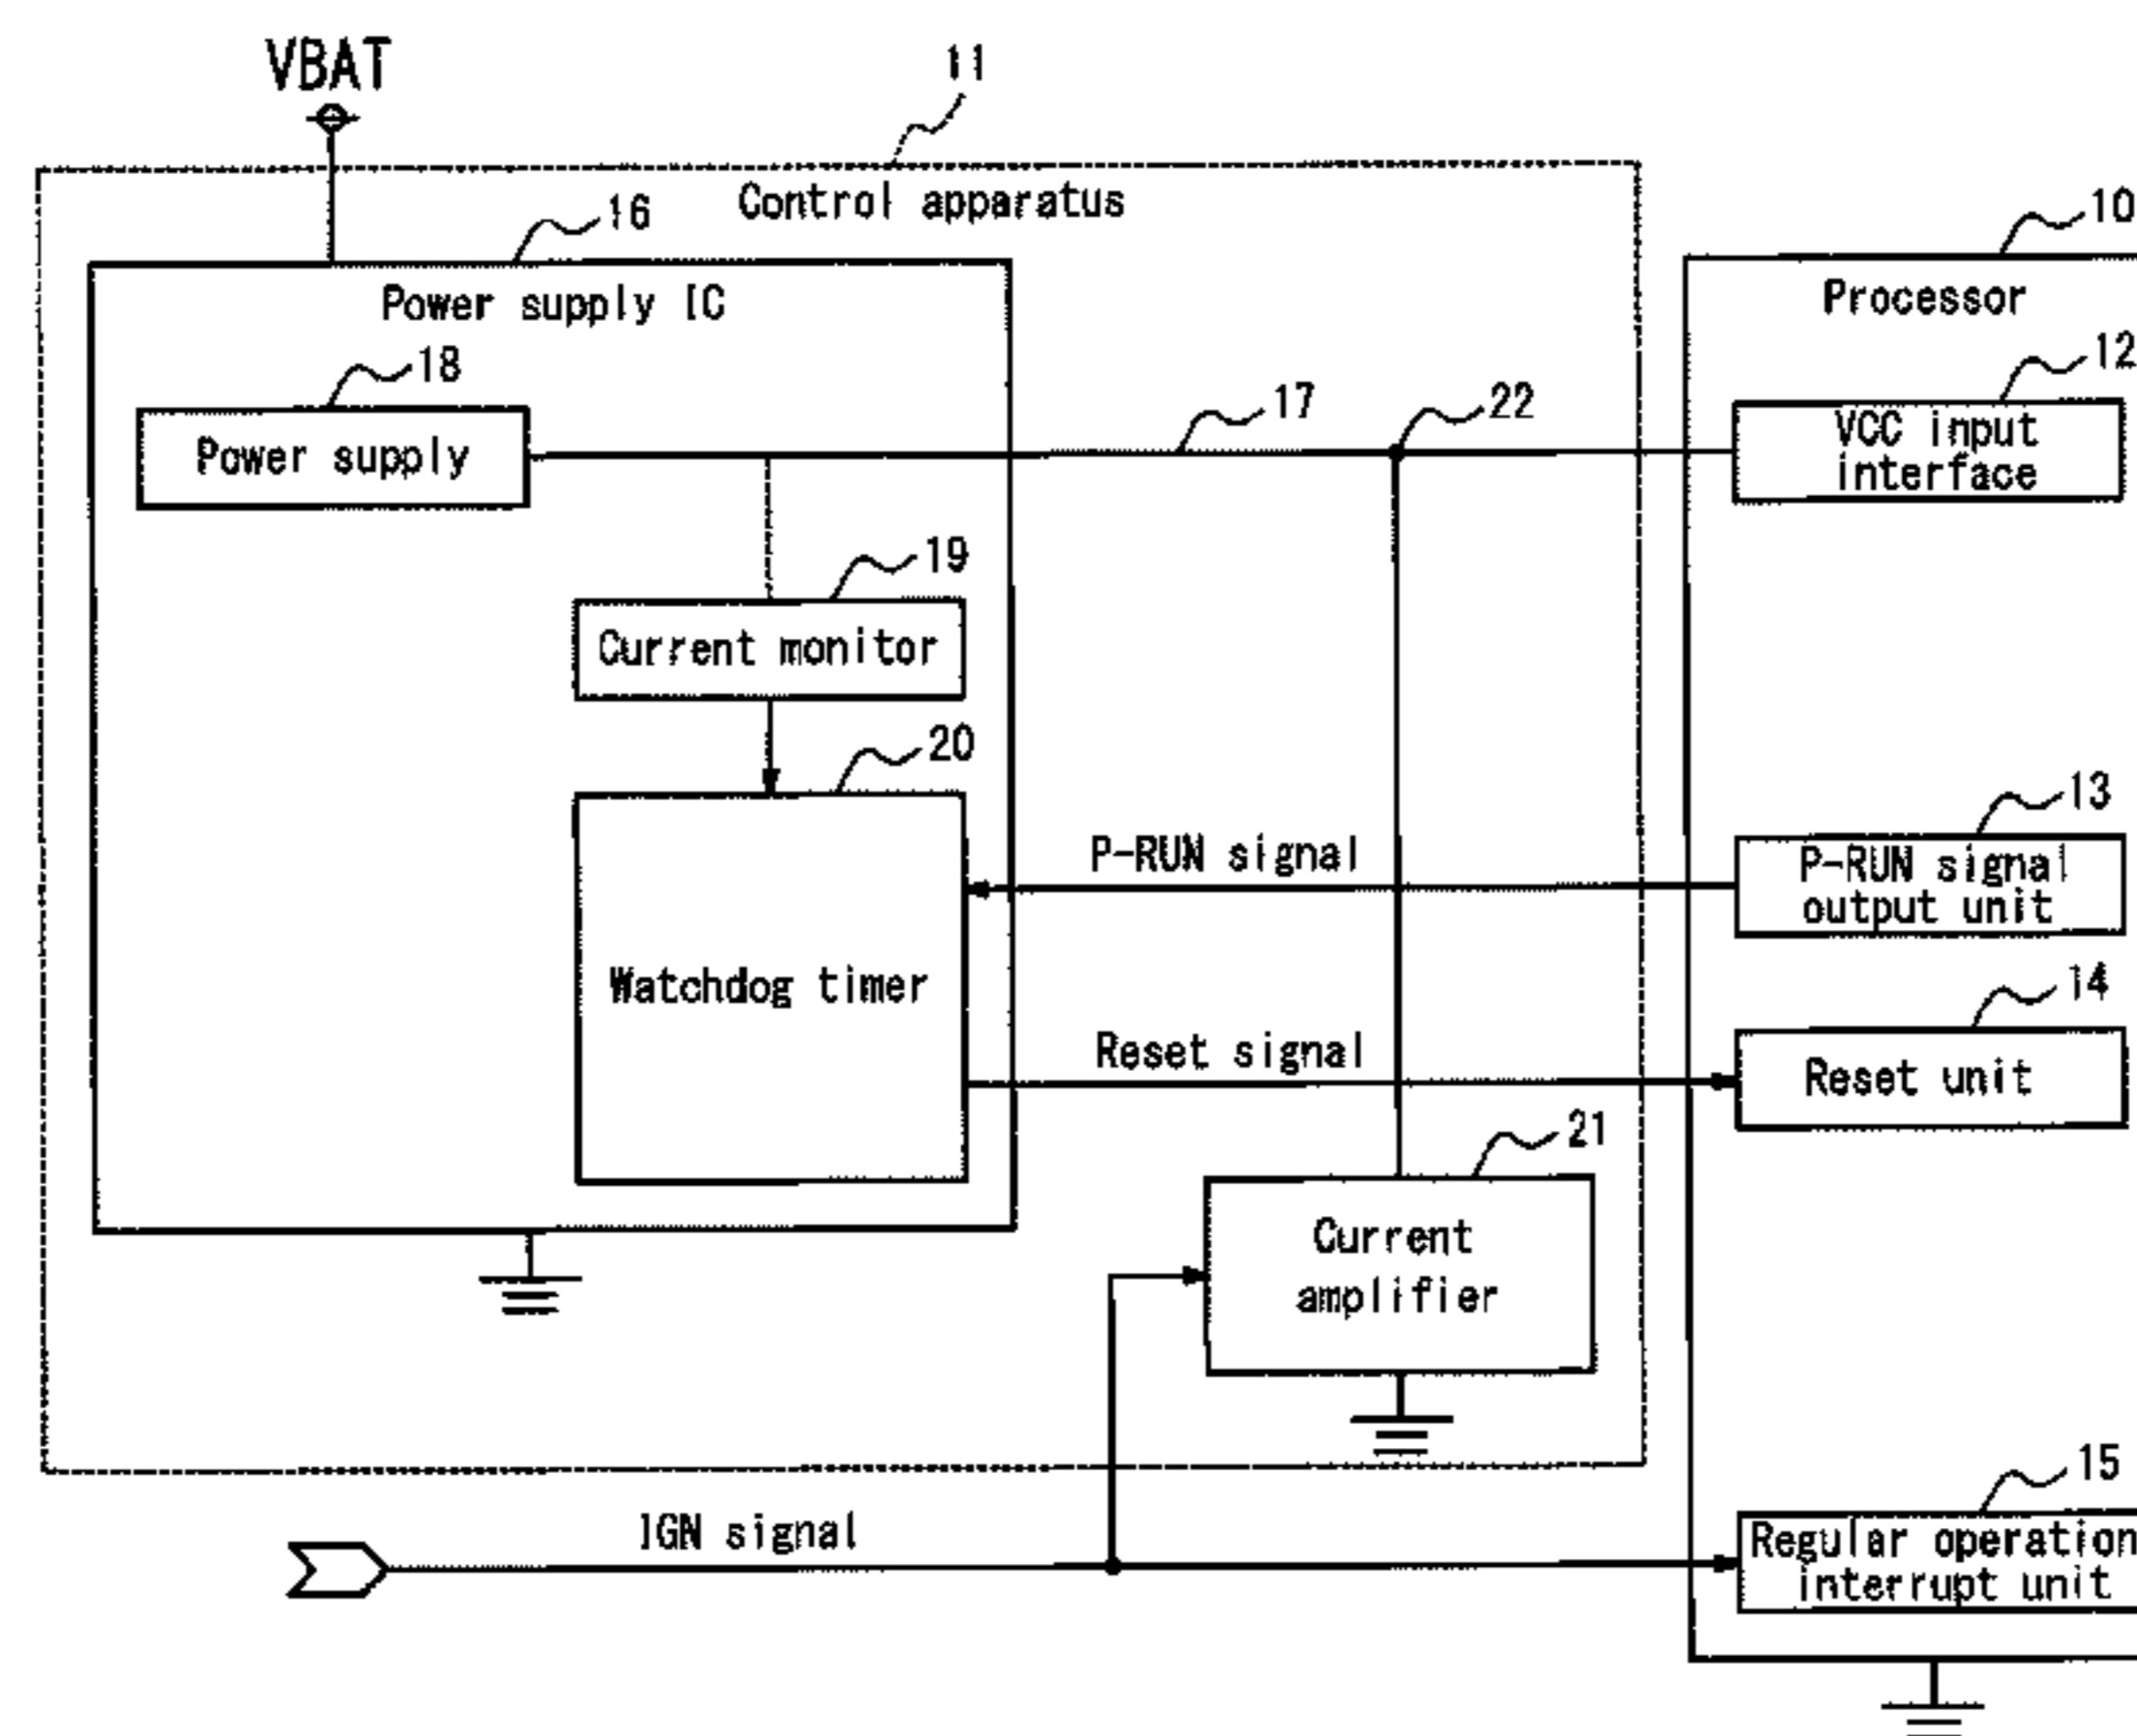 VBAT
11
Control apparatus
16
10
Power supply IC
Processor
18
12
17
22
Power supply
VCC input
interface
19
Current monitor
20
13
P-RUN signal
P-RUN signal
output unit
Watchdog timer
14
Reset signal
Reset unit
21
Current
amplifier
15
IGN signal
Regular operation
interrupt unit